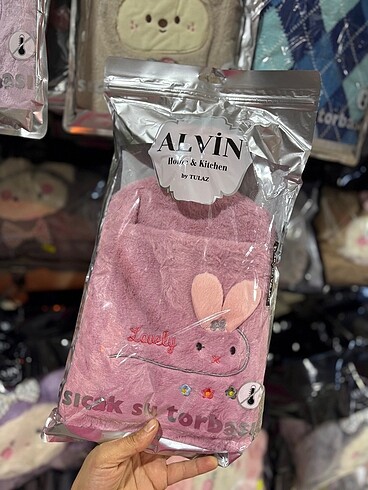 ALVİN
Home & Kitchen
by TULAZ
Lovely
sıcak su torbası